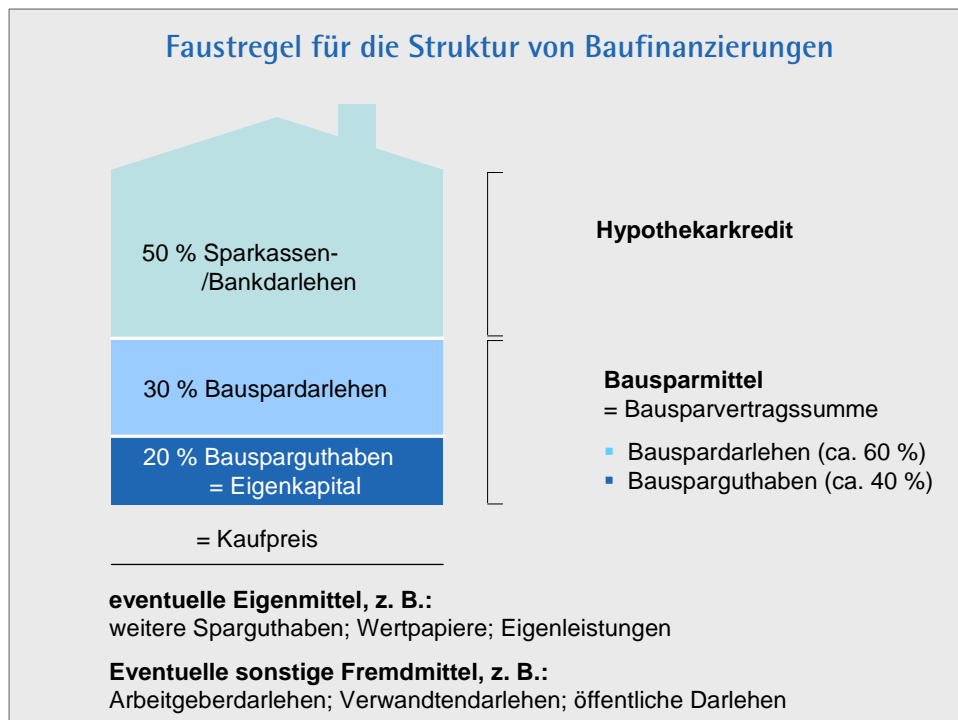 Faustregel für die Struktur von Baufinanzierungen
50 % Sparkassen-
/Bankdarlehen
Hypothekarkredit
30 % Bauspardarlehen
20 % Bausparguthaben
= Eigenkapital
Bausparmittel
= Bausparvertragssumme
Bauspardarlehen (ca. 60 %)
Bausparguthaben (ca. 40 %)
= Kaufpreis
eventuelle Eigenmittel, z. B.:
weitere Sparguthaben; Wertpapiere; Eigenleistungen
Eventuelle sonstige Fremdmittel, z. B.:
Arbeitgeberdarlehen; Verwandtendarlehen; öffentliche Darlehen